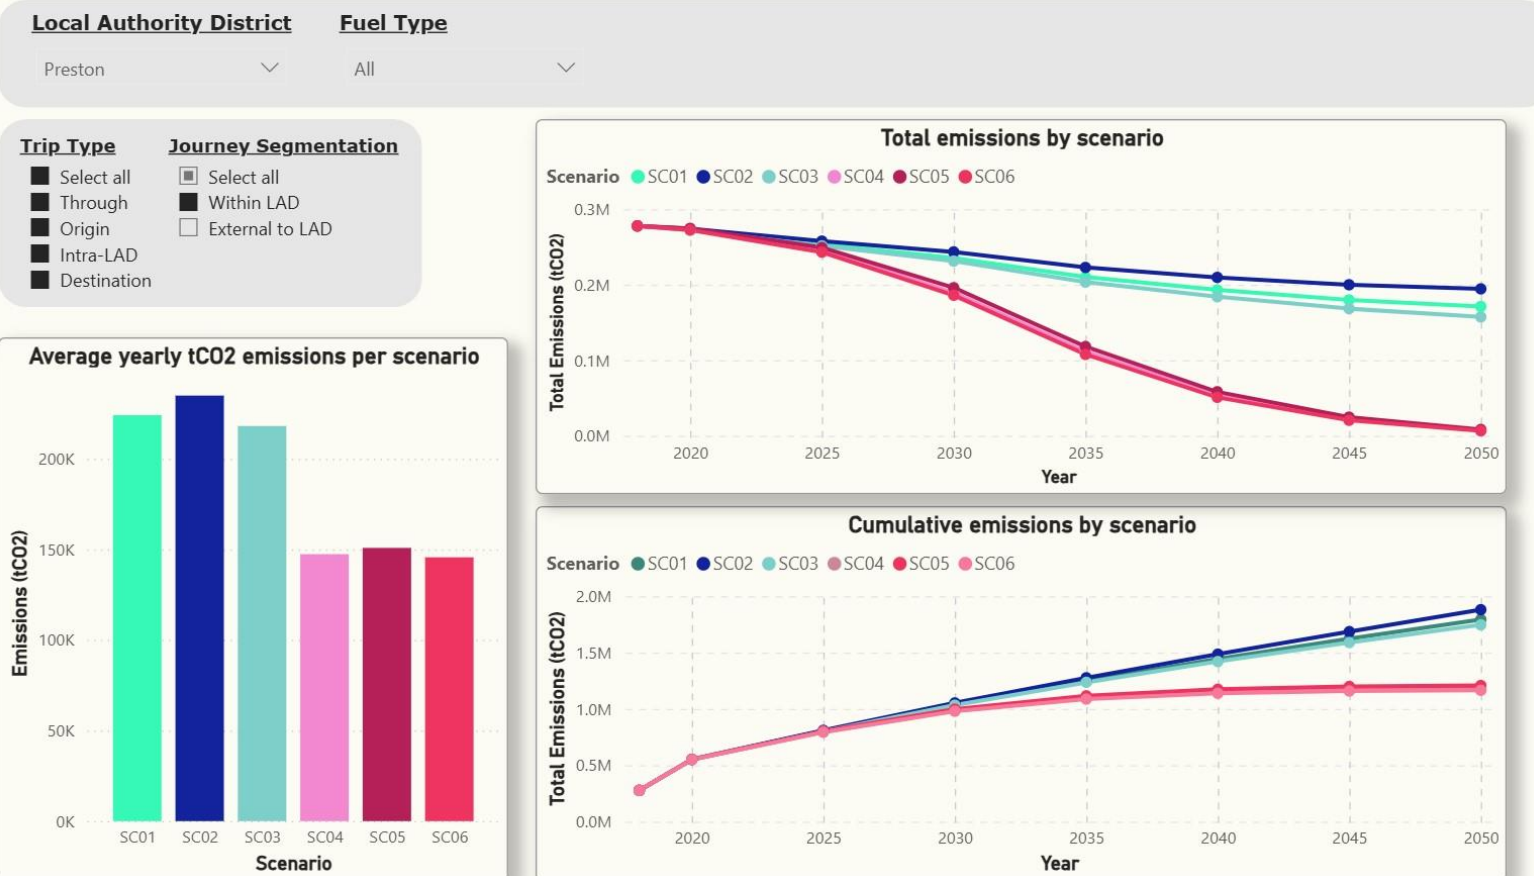 Local Authority District
Fuel Type
Preston
All
Trip Type
Select all
Through
Origin
Intra-LAD
Destination
Journey Segmentation
Select all
Within LAD
External to LAD
Average yearly tCO2 emissions per scenario
Emissions (tCO2)
200K
150K
100K
50K
0K
SC01 SC02 SC03 SC04 SC05 SC06
Scenario
Total emissions by scenario
Scenario SC01 SC02 SC03 SC04 SC05 SC06
Total Emissions (tCO2)
0.3M
0.2M
0.1M
0.0M
2020 2025 2030 2035 2040 2045 2050
Year
Cumulative emissions by scenario
Scenario SC01 SC02 SC03 SC04 SC05 SC06
Total Emissions (tCO2)
2.0M
1.5M
1.0M
0.5M
0.0M
2020 2025 2030 2035 2040 2045 2050
Year